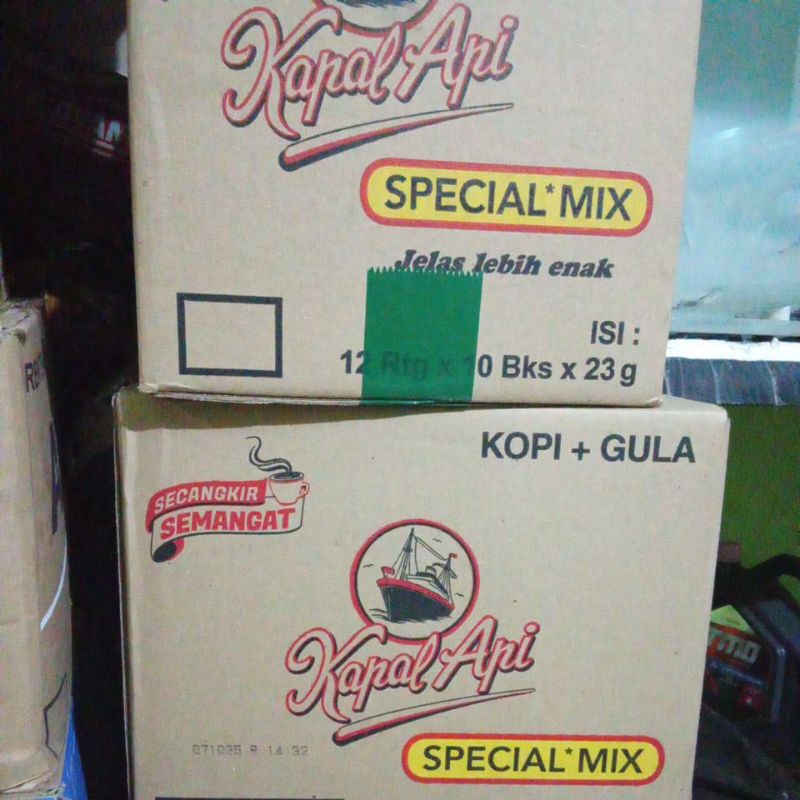 Kapal Api
SPECIAL* MIX
Jelas lebih enak
ISI :
12 Rtg x 10 Bks x 23 g
KOPI + GULA
SECANGKIR
SEMANGAT
Kapal Api
071025 R 14 32
SPECIAL* MIX